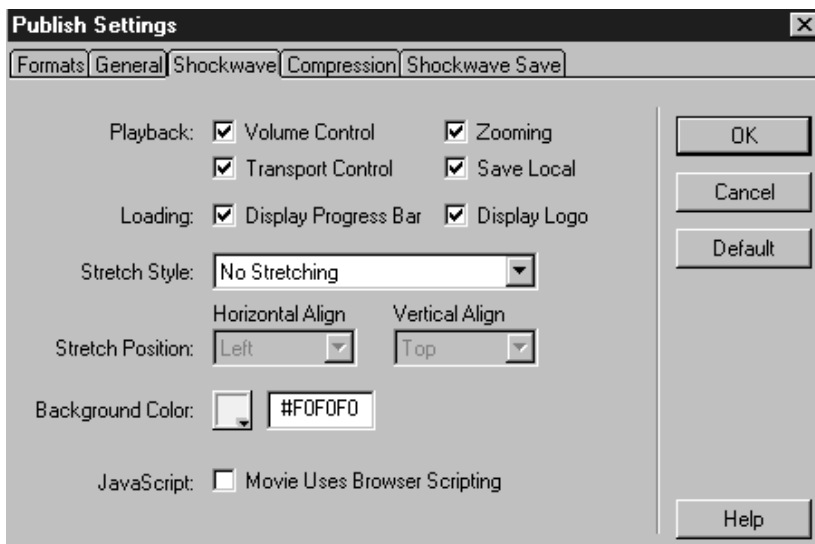 Publish Settings
Formats General Shockwave Compression Shockwave Save
Playback: Volume Control Zooming
Transport Control Save Local
Loading: Display Progress Bar Display Logo
Stretch Style: No Stretching
Horizontal Align Vertical Align
Stretch Position: Left Top
Background Color: #F0F0F0
JavaScript: Movie Uses Browser Scripting
OK
Cancel
Default
Help